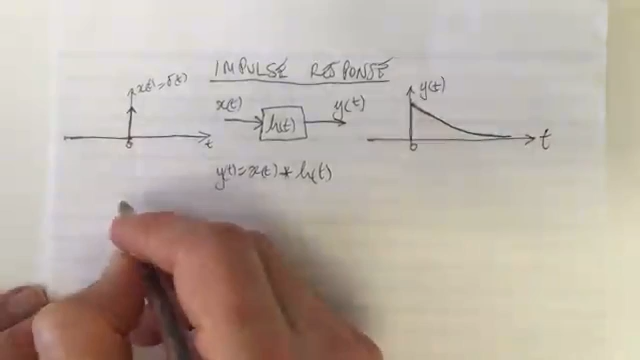 IMPULSE RESPONSE
x(t)=δ(t)
0
t
x(t)
h(t)
y(t)
y(t)
0
t
y(t)=x(t)*h(t)